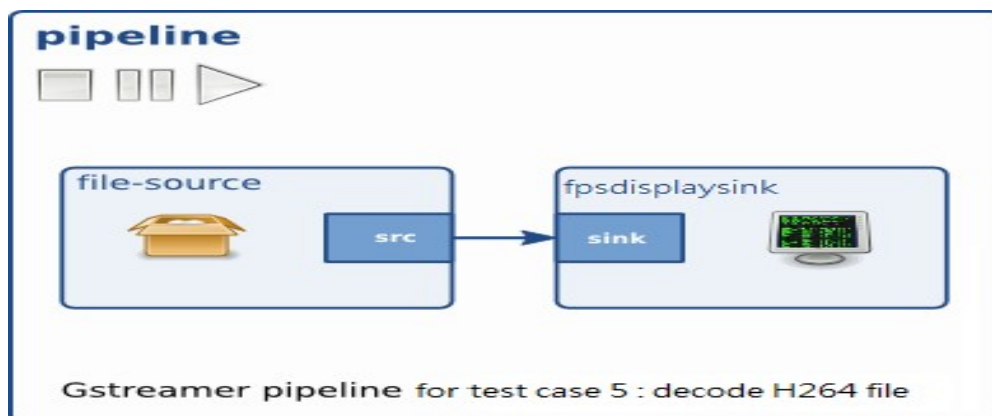 pipeline
file-source
fpsdisplaysink
src
sink
Gstreamer pipeline for test case 5 : decode H264 file